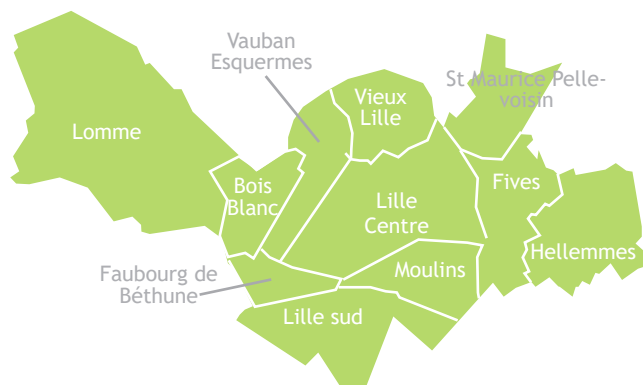 Vauban
Esquermes
St Maurice Pelle-
voisin
Vieux
Lille
Lomme
Bois
Blanc
Fives
Lille
Centre
Hellemmes
Faubourg de
Béthune
Moulins
Lille sud